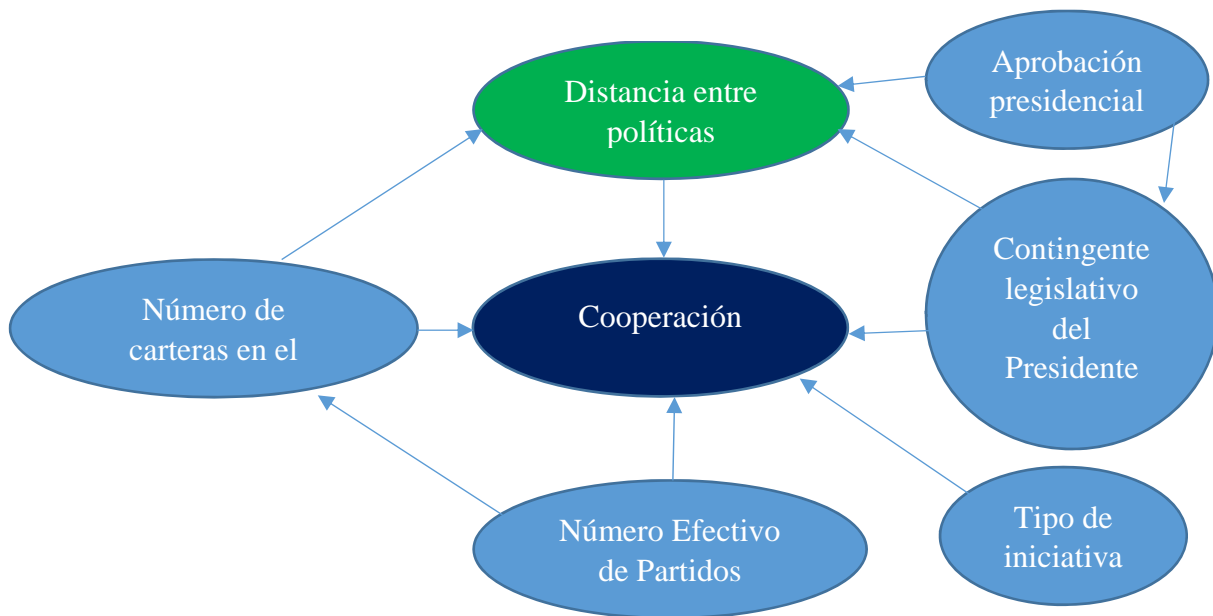 Distancia entre
políticas
Aprobación
presidencial
Número de
carteras en el
Cooperación
Contingente
legislativo
del
Presidente
Número Efectivo
de Partidos
Tipo de
iniciativa